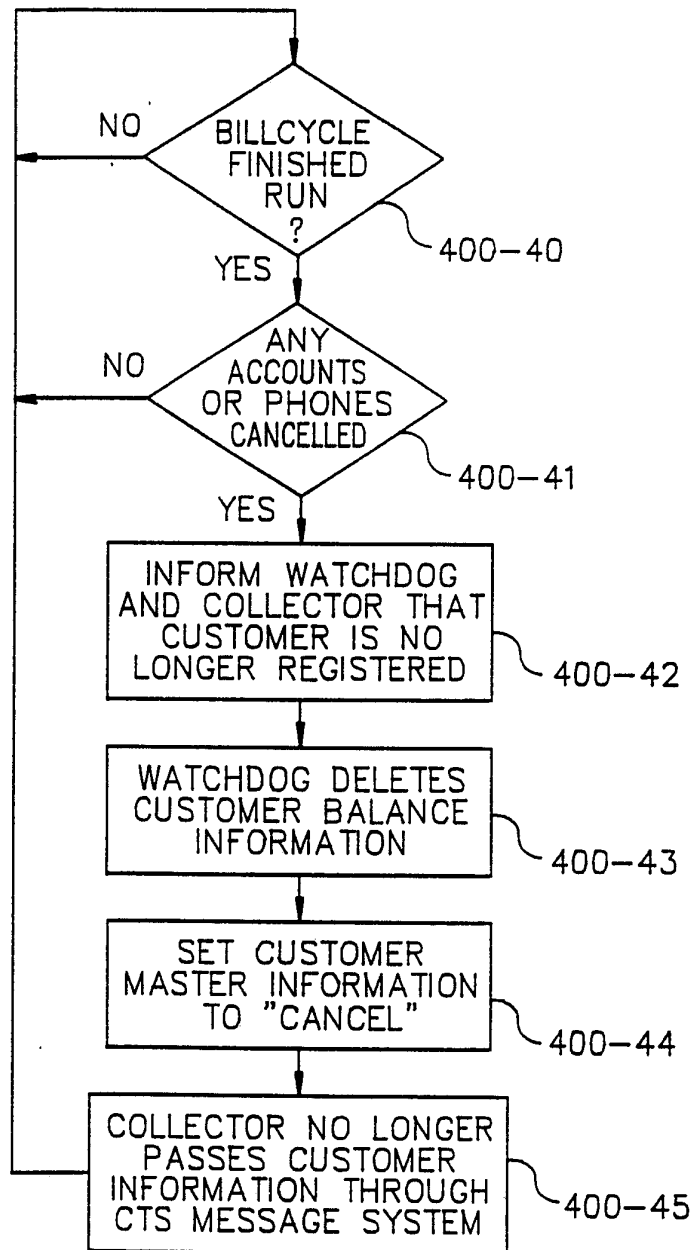 BILLCYCLE
FINISHED
RUN
?
NO
400-40
YES
ANY
ACCOUNTS
OR PHONES
CANCELLED
NO
400-41
YES
INFORM WATCHDOG
AND COLLECTOR THAT
CUSTOMER IS NO
LONGER REGISTERED
400-42
WATCHDOG DELETES
CUSTOMER BALANCE
INFORMATION
400-43
SET CUSTOMER
MASTER INFORMATION
TO "CANCEL"
400-44
COLLECTOR NO LONGER
PASSES CUSTOMER
INFORMATION THROUGH
CTS MESSAGE SYSTEM
400-45